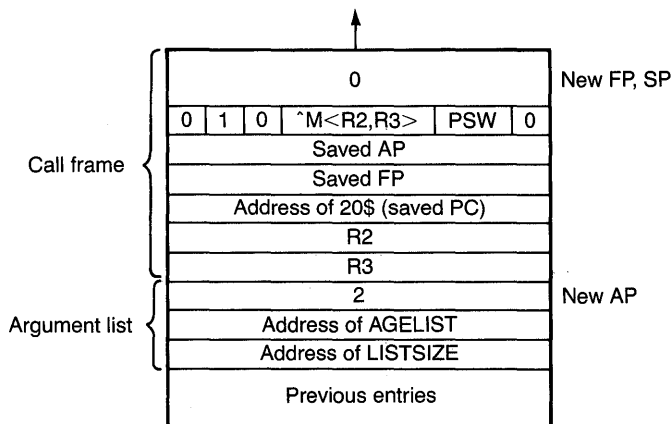 0 New FP, SP
0 1 0 ^M<R2,R3> PSW 0
Saved AP
Call frame
Saved FP
Address of 20$ (saved PC)
R2
R3
2 New AP
Argument list
Address of AGELIST
Address of LISTSIZE
Previous entries